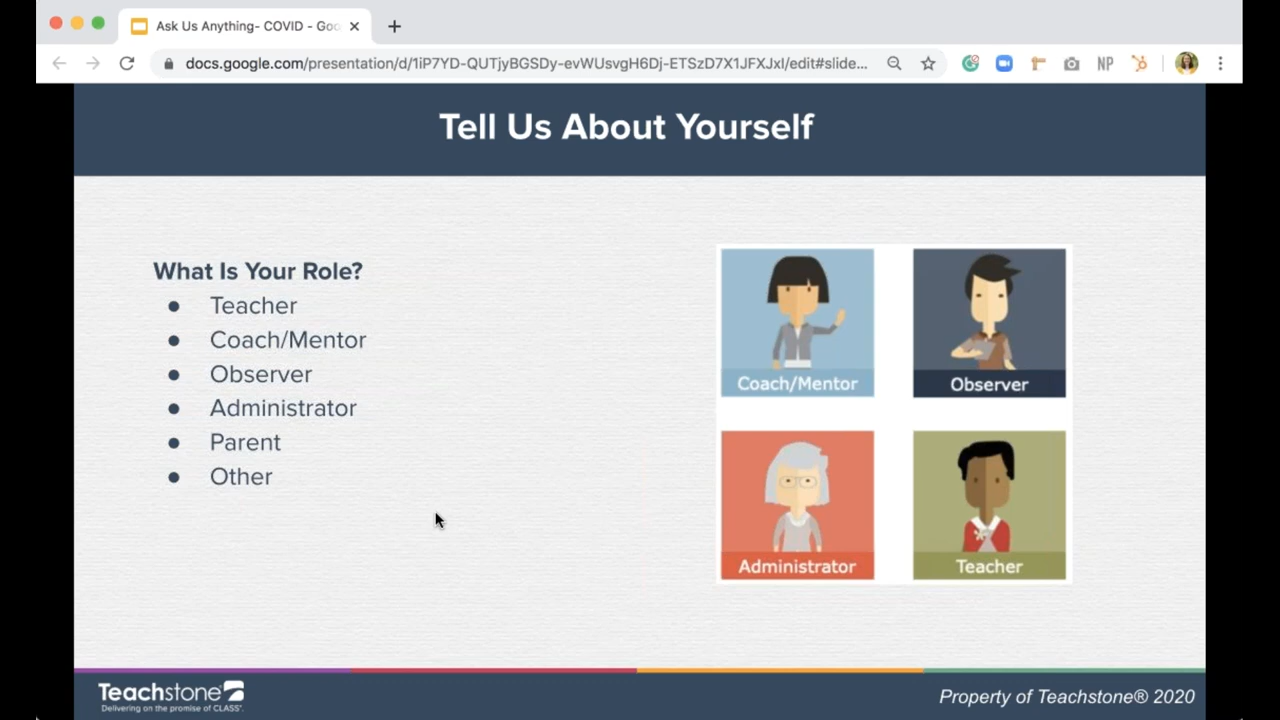 Ask Us Anything- COVID - Goo
docs.google.com/presentation/d/1iP7YD-QUTjyBGSDy-evWUsvgH6Dj-ETSzD7X1JFXJxI/edit#slide...
NP
Tell Us About Yourself
What Is Your Role?
● Teacher
● Coach/Mentor
● Observer
● Administrator
● Parent
● Other
Coach/Mentor
Observer
Administrator
Teacher
Teachstone®
Delivering on the promise of CLASS®.
Property of Teachstone® 2020